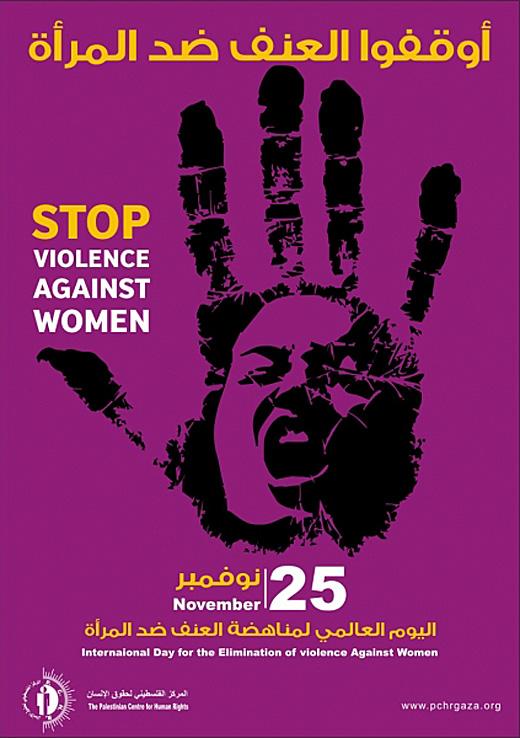 أوقفوا العنف ضد المرأة
STOP
VIOLENCE
AGAINST
WOMEN
25 نوفمبر
November
اليوم العالمي لمناهضة العنف ضد المرأة
Internaional Day for the Elimination of violence Against Women
المركز الفلسطيني لحقوق الإنسان
The Palestinian Centre for Human Rights
www.pchrgaza.org